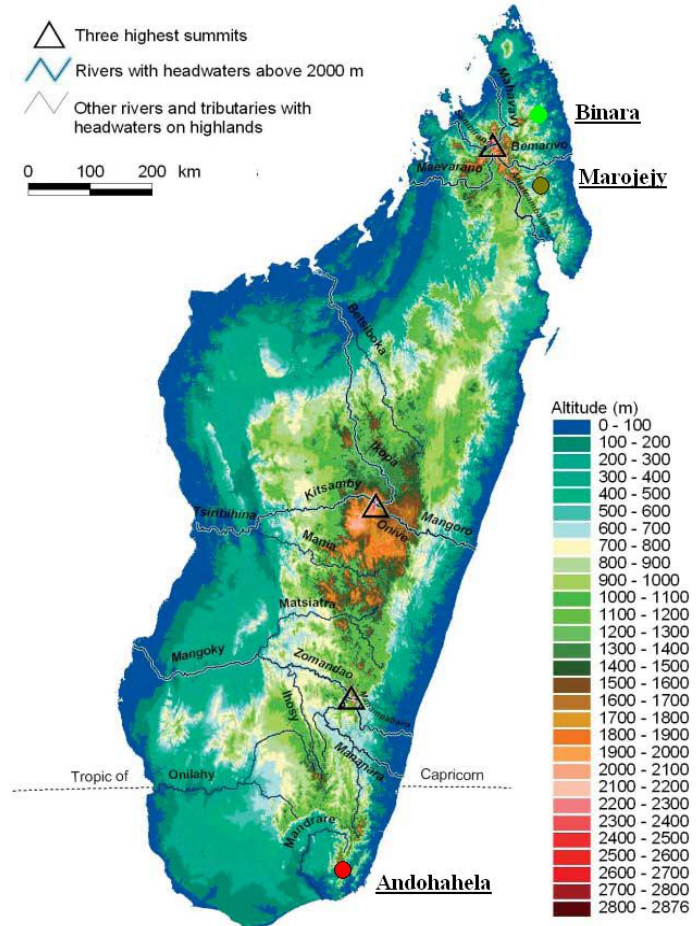 Three highest summits
Rivers with headwaters above 2000 m
Other rivers and tributaries with
headwaters on highlands
0 100 200 km
Mahavavy
Binara
Bemarivo
Maevarano
Marojejy
Betsiboka
Ikopa
Kitsamby
Tsiribihina
Onive
Mangoro
Mania
Matsiatra
Mangoky
Zomandao
Ihosy
Mananara
Tropic of
Onilahy
Capricorn
Mandrare
Andohahela
Altitude (m)
0 - 100
100 - 200
200 - 300
300 - 400
400 - 500
500 - 600
600 - 700
700 - 800
800 - 900
900 - 1000
1000 - 1100
1100 - 1200
1200 - 1300
1300 - 1400
1400 - 1500
1500 - 1600
1600 - 1700
1700 - 1800
1800 - 1900
1900 - 2000
2000 - 2100
2100 - 2200
2200 - 2300
2300 - 2400
2400 - 2500
2500 - 2600
2600 - 2700
2700 - 2800
2800 - 2876